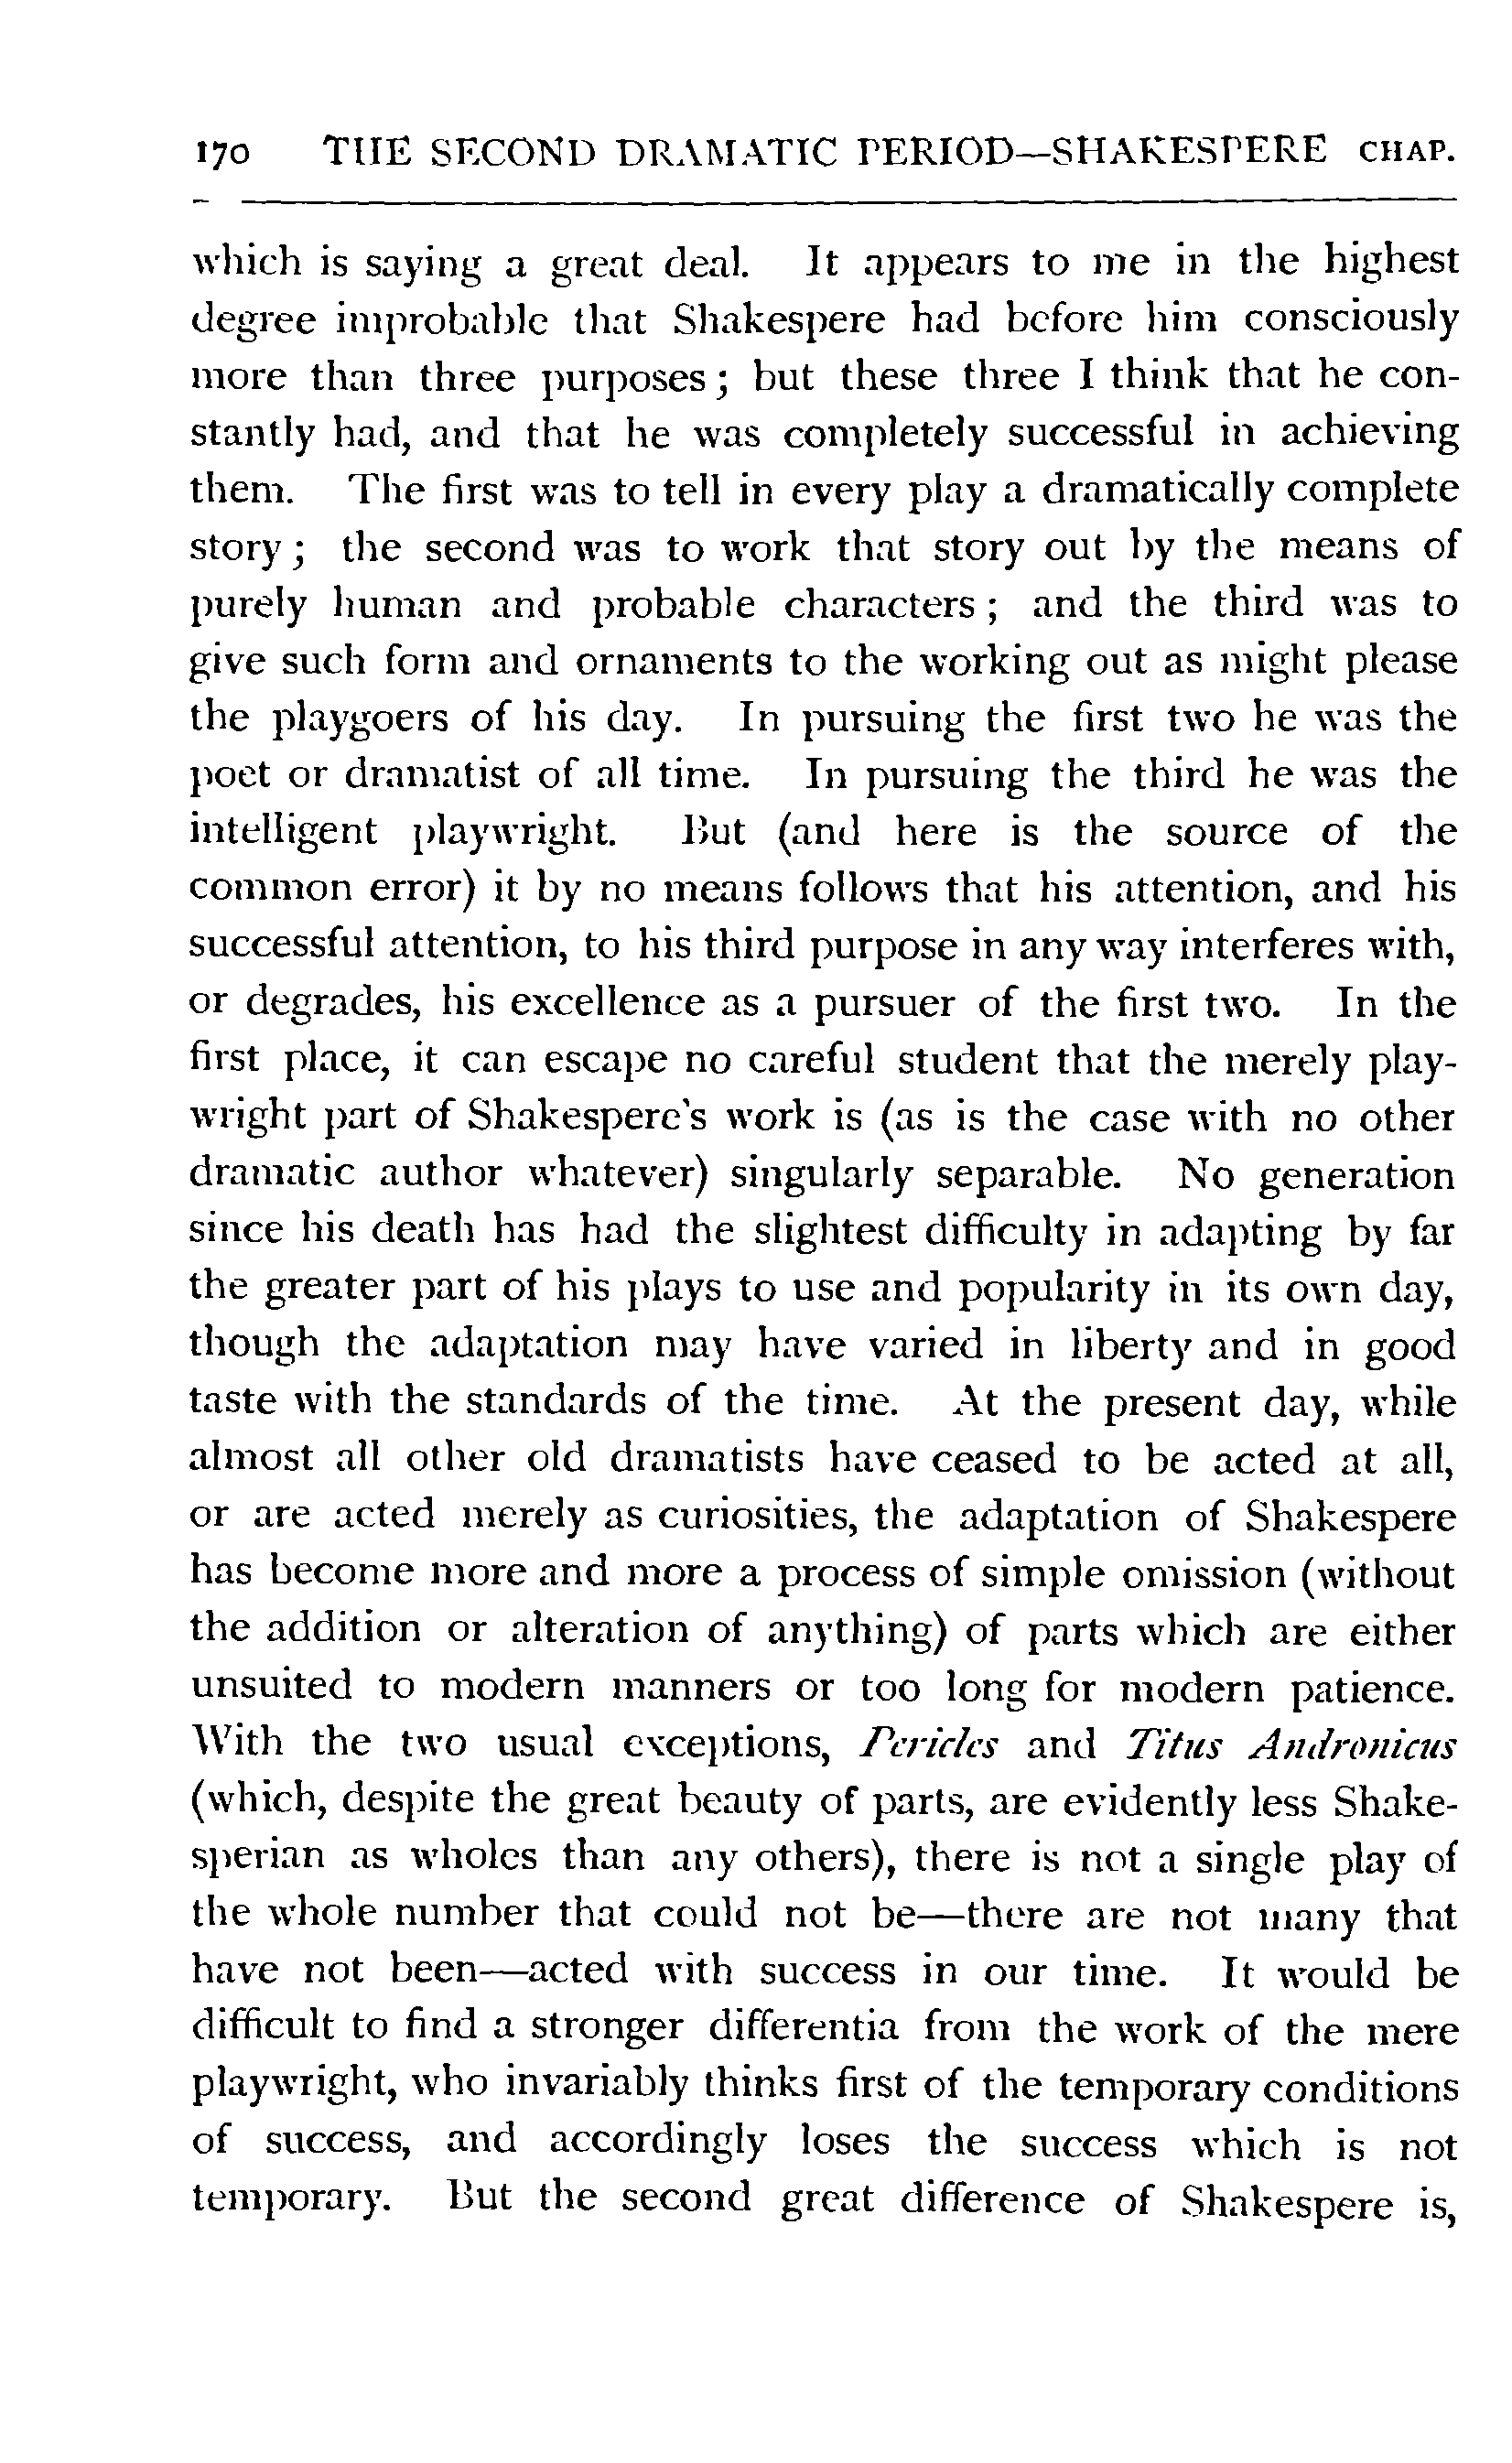 170 THE SECOND DRAMATIC PERIOD—SHAKESPERE CHAP.
which is saying a great deal. It appears to me in the highest
degree improbable that Shakespere had before him consciously
more than three purposes; but these three I think that he con-
stantly had, and that he was completely successful in achieving
them. The first was to tell in every play a dramatically complete
story; the second was to work that story out by the means of
purely human and probable characters; and the third was to
give such form and ornaments to the working out as might please
the playgoers of his day. In pursuing the first two he was the
poet or dramatist of all time. In pursuing the third he was the
intelligent playwright. But (and here is the source of the
common error) it by no means follows that his attention, and his
successful attention, to his third purpose in any way interferes with,
or degrades, his excellence as a pursuer of the first two. In the
first place, it can escape no careful student that the merely play-
wright part of Shakespere's work is (as is the case with no other
dramatic author whatever) singularly separable. No generation
since his death has had the slightest difficulty in adapting by far
the greater part of his plays to use and popularity in its own day,
though the adaptation may have varied in liberty and in good
taste with the standards of the time. At the present day, while
almost all other old dramatists have ceased to be acted at all,
or are acted merely as curiosities, the adaptation of Shakespere
has become more and more a process of simple omission (without
the addition or alteration of anything) of parts which are either
unsuited to modern manners or too long for modern patience.
With the two usual exceptions, Pericles and Titus Andronicus
(which, despite the great beauty of parts, are evidently less Shake-
sperian as wholes than any others), there is not a single play of
the whole number that could not be—there are not many that
have not been—acted with success in our time. It would be
difficult to find a stronger differentia from the work of the mere
playwright, who invariably thinks first of the temporary conditions
of success, and accordingly loses the success which is not
temporary. But the second great difference of Shakespere is,